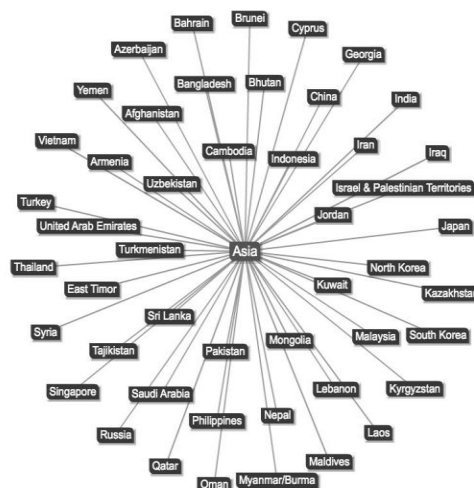 Brunei
Bahrain
Cyprus
Azerbaijan
Georgia
Bangladesh
Bhutan
Yemen
China
India
Afghanistan
Vietnam
Cambodia
Iran
Armenia
Indonesia
Iraq
Uzbekistan
Israel & Palestinian Territories
Turkey
Jordan
United Arab Emirates
Japan
Turkmenistan
Asia
Thailand
North Korea
East Timor
Kuwait
Kazakhstan
Sri Lanka
Syria
Mongolia
Malaysia
South Korea
Tajikistan
Pakistan
Singapore
Saudi Arabia
Lebanon
Kyrgyzstan
Philippines
Nepal
Russia
Laos
Qatar
Maldives
Oman
Myanmar/Burma